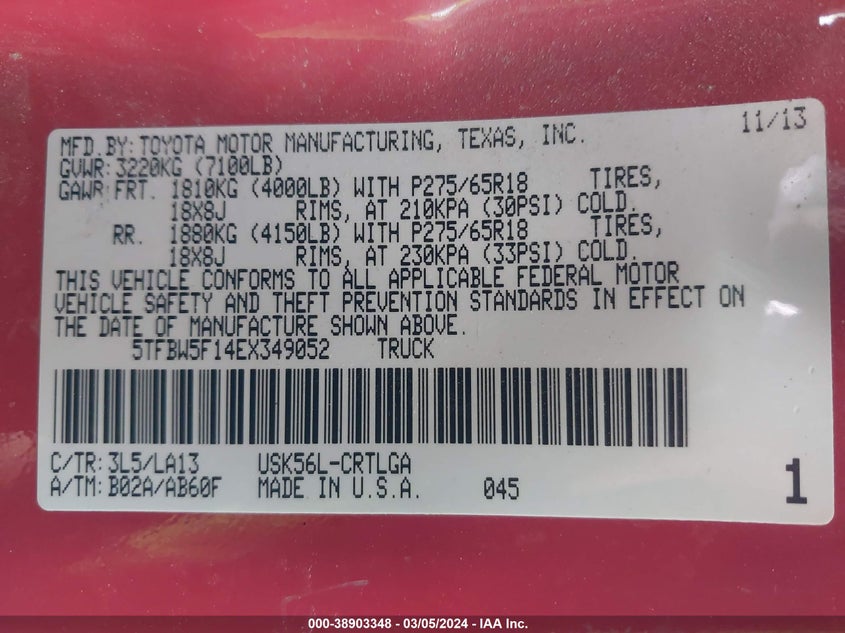 MFD.BY: TOYOTA MOTOR MANUFACTURING, TEXAS, INC. 11/13
GVWR: 3220KG (7100LB)
GAWR: FRT. 1810KG (4000LB) WITH P275/65R18 TIRES,
18X8J RIMS, AT 210KPA (30PSI) COLD.
RR. 1880KG (4150LB) WITH P275/65R18 TIRES,
18X8J RIMS, AT 230KPA (33PSI) COLD.
THIS VEHICLE CONFORMS TO ALL APPLICABLE FEDERAL MOTOR
VEHICLE SAFETY AND THEFT PREVENTION STANDARDS IN EFFECT ON
THE DATE OF MANUFACTURE SHOWN ABOVE.
5TFBW5F14EX349052 TRUCK
C/TR: 3L5/LA13 USK56L-CRTLGA
A/TM: B02A/AB60F MADE IN U.S.A. 045 1
000-38903348 - 03/05/2024 - IAA Inc.